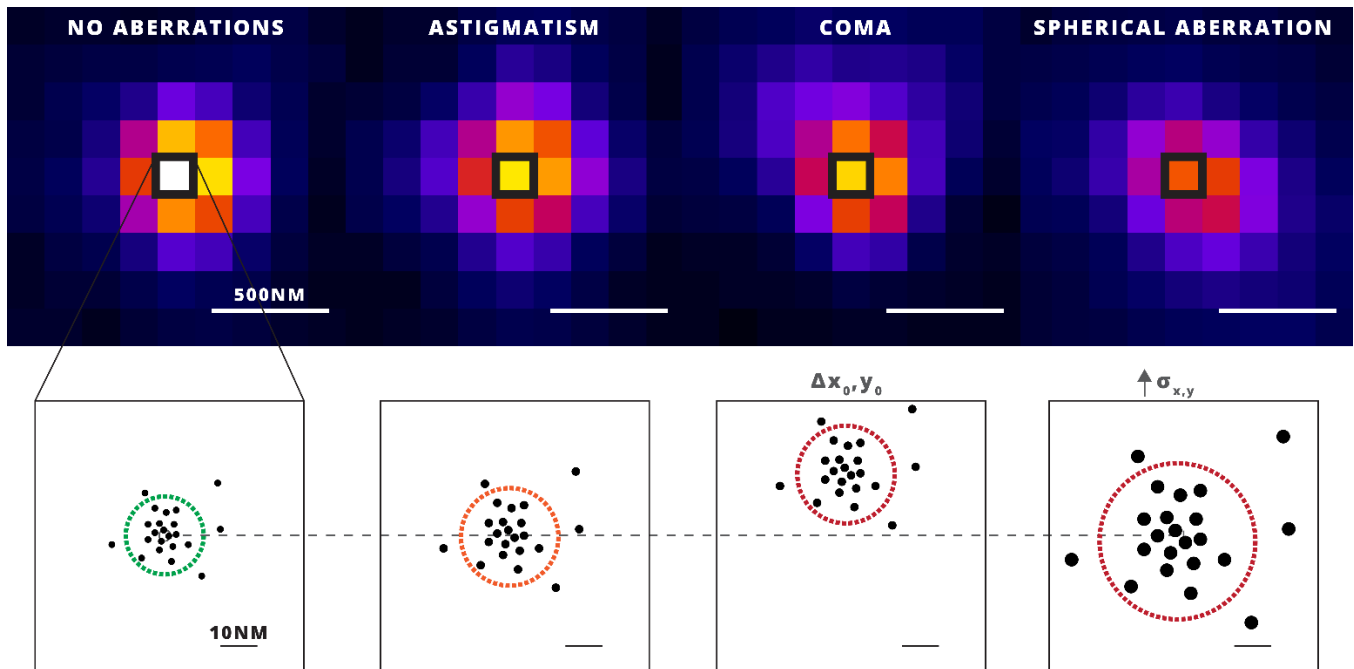 NO ABERRATIONS
ASTIGMATISM
COMA
SPHERICAL ABERRATION
500NM
Δx₀,y₀
↑ σx,y
10NM